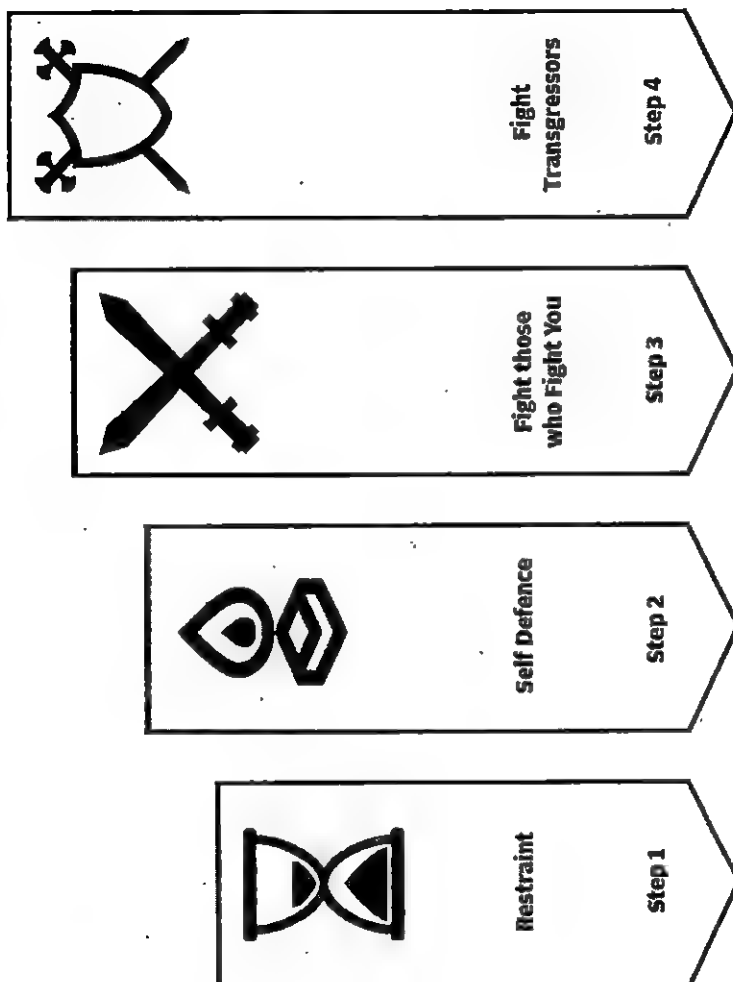 Restraint
Step 1
Self Defence
Step 2
Fight those
who Fight You
Step 3
Fight
Transgressors
Step 4